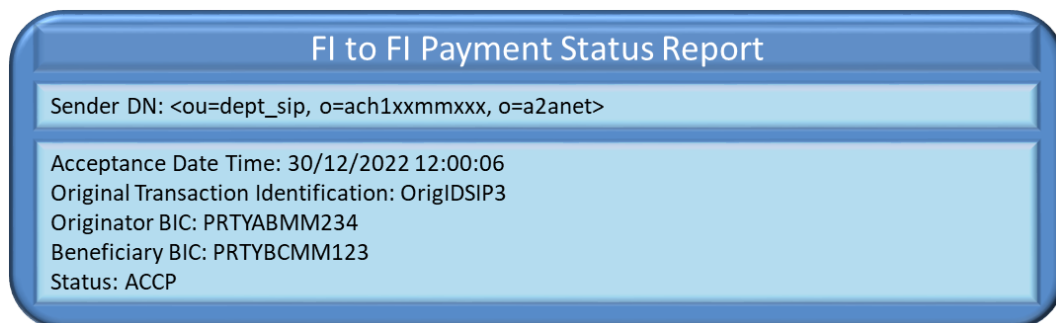 FI to FI Payment Status Report
Sender DN: <ou=dept_sip, o=ach1xxmmxxx, o=a2anet>
Acceptance Date Time: 30/12/2022 12:00:06
Original Transaction Identification: OrigIDSIP3
Originator BIC: PRTYABMM234
Beneficiary BIC: PRTYBCMM123
Status: ACCP